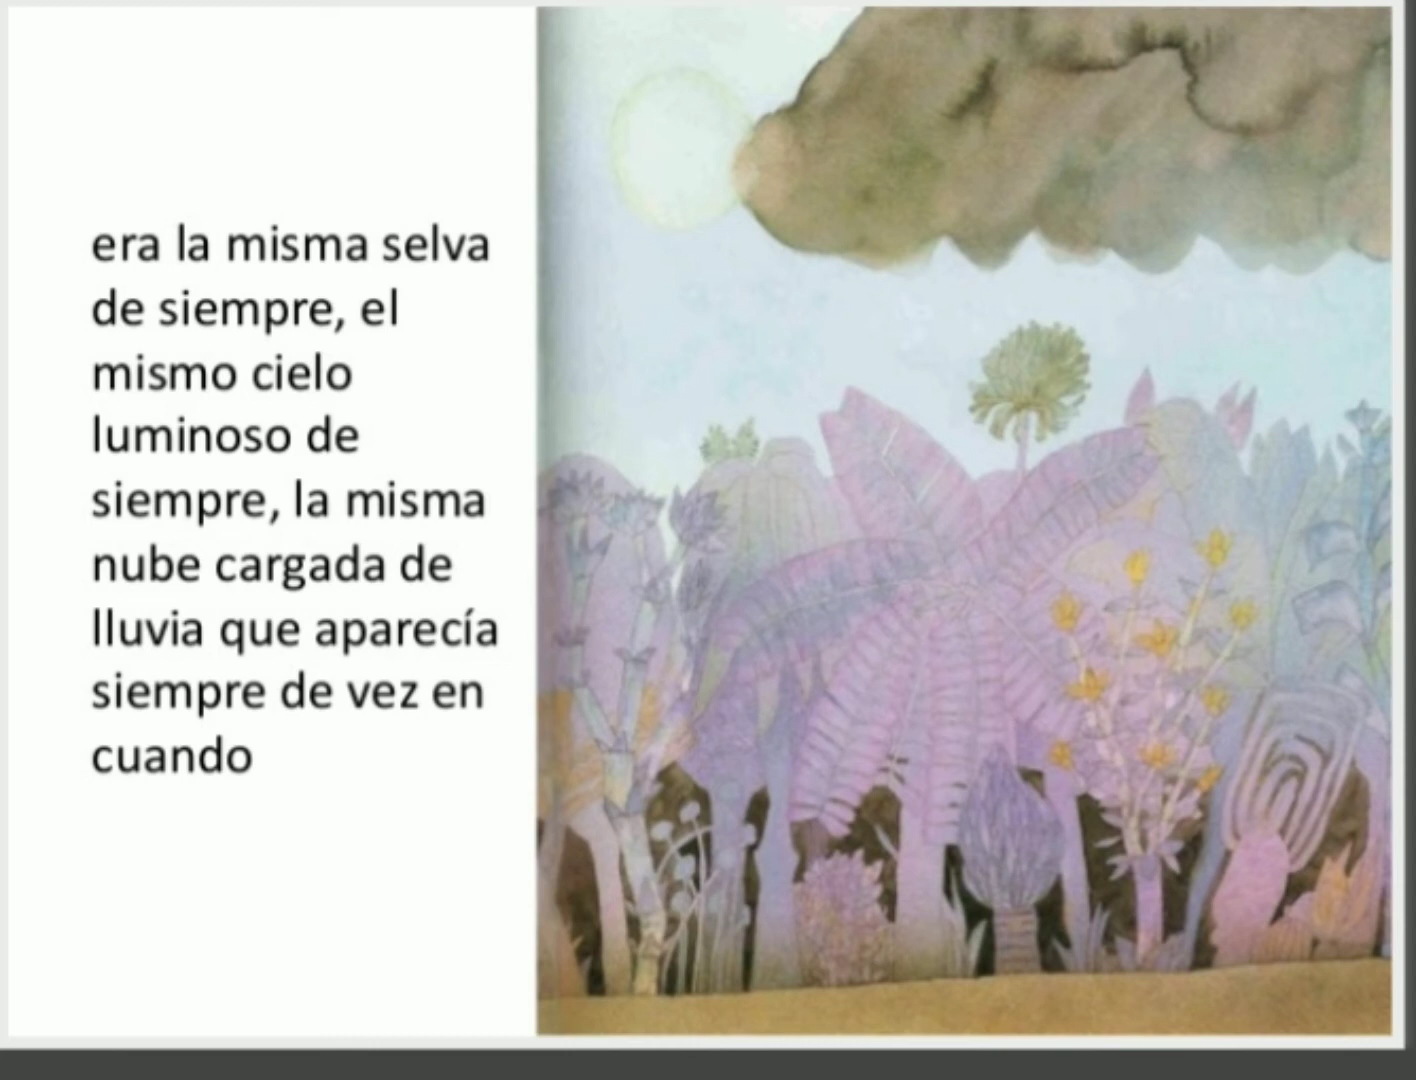 era la misma selva
de siempre, el
mismo cielo
luminoso de
siempre, la misma
nube cargada de
lluvia que aparecía
siempre de vez en
cuando